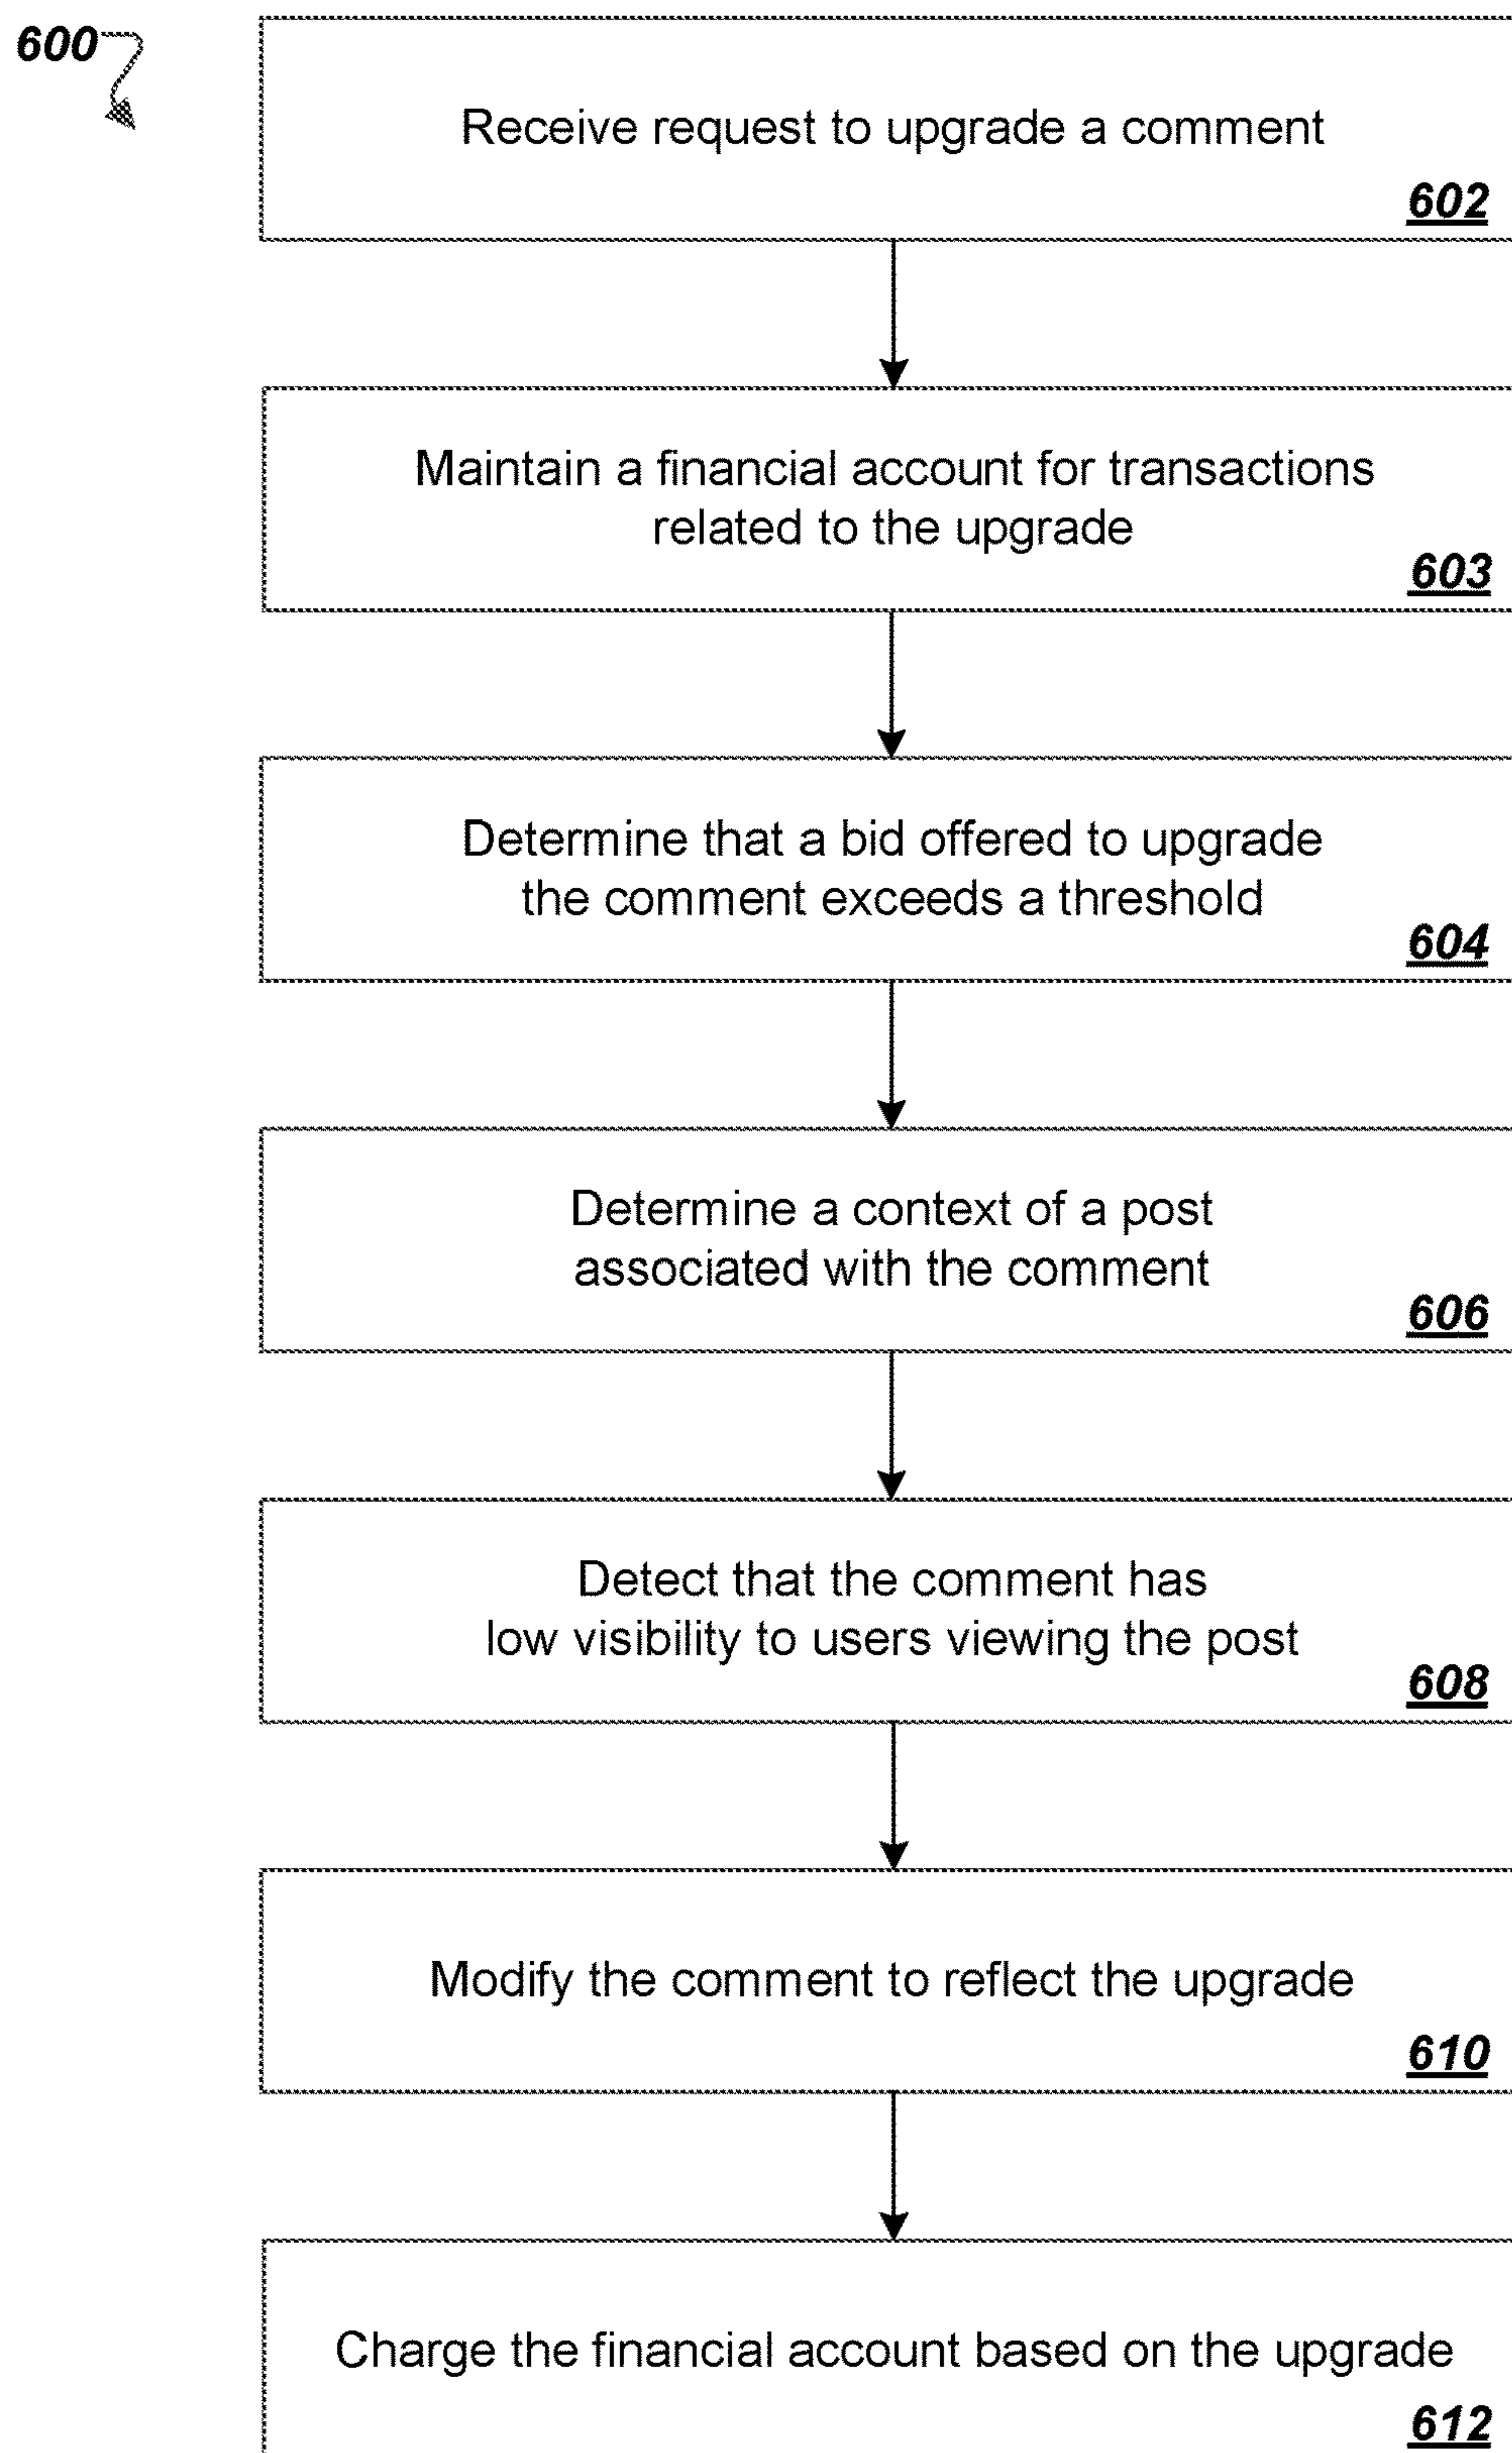 600
Receive request to upgrade a comment
602
Maintain a financial account for transactions
related to the upgrade
603
Determine that a bid offered to upgrade
the comment exceeds a threshold
604
Determine a context of a post
associated with the comment
606
Detect that the comment has
low visibility to users viewing the post
608
Modify the comment to reflect the upgrade
610
Charge the financial account based on the upgrade
612